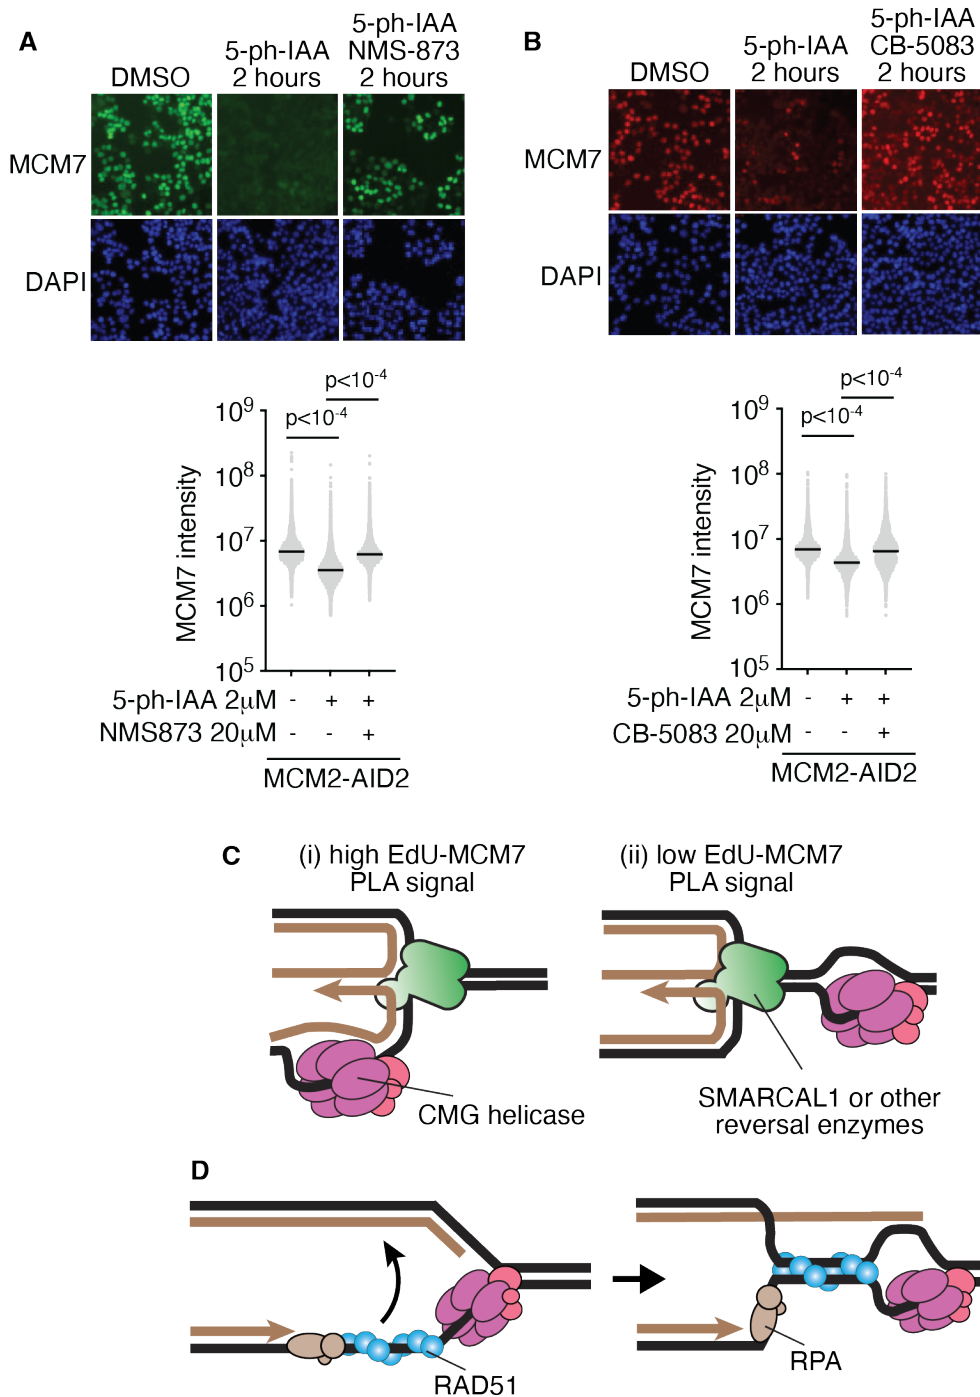 A
DMSO
5-ph-IAA
2 hours
5-ph-IAA
NMS-873
2 hours
MCM7
DAPI
p<10-4
p<10-4
MCM7 intensity
10⁹
10⁸
10⁷
10⁶
10⁵
5-ph-IAA 2μM - + +
NMS873 20μM - - +
MCM2-AID2
B
DMSO
5-ph-IAA
2 hours
5-ph-IAA
CB-5083
2 hours
MCM7
DAPI
p<10-4
p<10-4
MCM7 intensity
10⁹
10⁸
10⁷
10⁶
10⁵
5-ph-IAA 2μM - + +
CB-5083 20μM - - +
MCM2-AID2
C
(i) high EdU-MCM7
PLA signal
CMG helicase
(ii) low EdU-MCM7
PLA signal
SMARCAL1 or other
reversal enzymes
D
RAD51
RPA